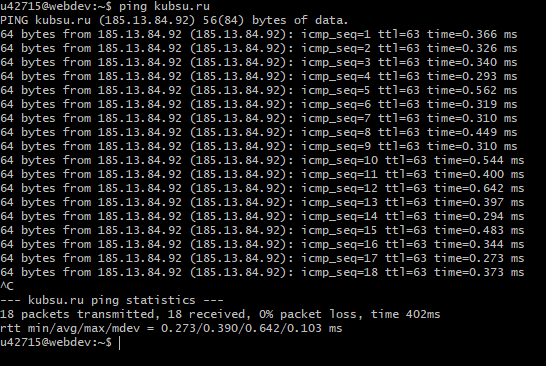 u42715@webdev:~$ ping kubsu.ru
PING kubsu.ru (185.13.84.92) 56(84) bytes of data.
64 bytes from 185.13.84.92 (185.13.84.92): icmp_seq=1 ttl=63 time=0.366 ms
64 bytes from 185.13.84.92 (185.13.84.92): icmp_seq=2 ttl=63 time=0.326 ms
64 bytes from 185.13.84.92 (185.13.84.92): icmp_seq=3 ttl=63 time=0.340 ms
64 bytes from 185.13.84.92 (185.13.84.92): icmp_seq=4 ttl=63 time=0.293 ms
64 bytes from 185.13.84.92 (185.13.84.92): icmp_seq=5 ttl=63 time=0.562 ms
64 bytes from 185.13.84.92 (185.13.84.92): icmp_seq=6 ttl=63 time=0.319 ms
64 bytes from 185.13.84.92 (185.13.84.92): icmp_seq=7 ttl=63 time=0.310 ms
64 bytes from 185.13.84.92 (185.13.84.92): icmp_seq=8 ttl=63 time=0.449 ms
64 bytes from 185.13.84.92 (185.13.84.92): icmp_seq=9 ttl=63 time=0.310 ms
64 bytes from 185.13.84.92 (185.13.84.92): icmp_seq=10 ttl=63 time=0.544 ms
64 bytes from 185.13.84.92 (185.13.84.92): icmp_seq=11 ttl=63 time=0.400 ms
64 bytes from 185.13.84.92 (185.13.84.92): icmp_seq=12 ttl=63 time=0.642 ms
64 bytes from 185.13.84.92 (185.13.84.92): icmp_seq=13 ttl=63 time=0.397 ms
64 bytes from 185.13.84.92 (185.13.84.92): icmp_seq=14 ttl=63 time=0.294 ms
64 bytes from 185.13.84.92 (185.13.84.92): icmp_seq=15 ttl=63 time=0.483 ms
64 bytes from 185.13.84.92 (185.13.84.92): icmp_seq=16 ttl=63 time=0.344 ms
64 bytes from 185.13.84.92 (185.13.84.92): icmp_seq=17 ttl=63 time=0.273 ms
64 bytes from 185.13.84.92 (185.13.84.92): icmp_seq=18 ttl=63 time=0.373 ms
^C
--- kubsu.ru ping statistics ---
18 packets transmitted, 18 received, 0% packet loss, time 402ms
rtt min/avg/max/mdev = 0.273/0.390/0.642/0.103 ms
u42715@webdev:~$